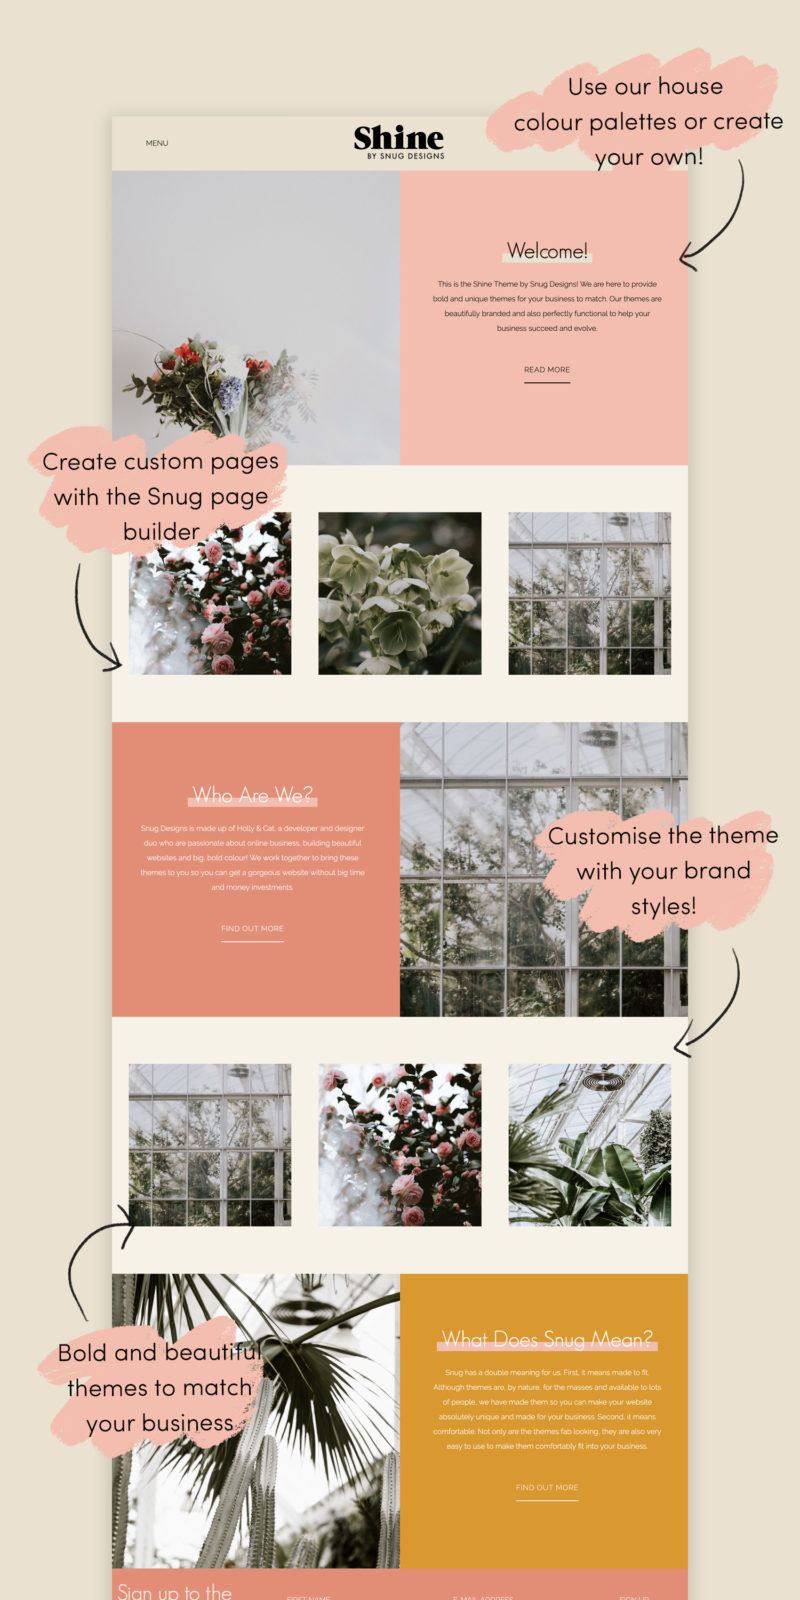 Use our house
colour palettes or create
your own!
MENU
Shine
BY SNUG DESIGNS
Welcome!
This is the Shine Theme by Snug Designs! We are here to provide
bold and unique themes for your business to match. Our themes are
beautifully branded and also perfectly functional to help your
business succeed and evolve.
READ MORE
Create custom pages
with the Snug page
builder
Who Are We?
Snug Designs is made up of Holly & Cat, a developer and designer
duo who are passionate about online business, building beautiful
websites and big, bold colour! We work together to bring these
themes to you so you can get a gorgeous website without big time
and money investments.
FIND OUT MORE
Customise the theme
with your brand
styles!
Bold and beautiful
themes to match
your business
What Does Snug Mean?
Snug has a double meaning for us. First, it means made to fit.
Although themes are, by nature, for the masses and available to lots
of people, we have made them so you can make your website
absolutely unique and made for your business. Second, it means
comfortable. Not only are the themes fab looking, they are also very
easy to use to make them comfortably fit into your business.
FIND OUT MORE
Sign up to the
FIRST NAME
E-MAIL ADDRESS
SIGN UP